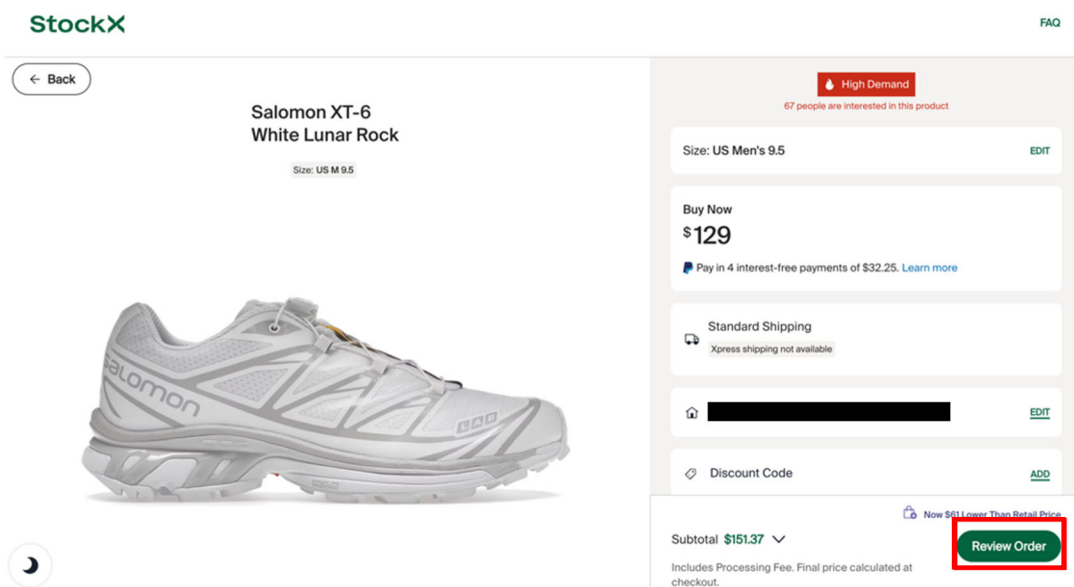 StockX
FAQ
← Back
Salomon XT-6
White Lunar Rock
Size: US M 9.5
salomon
LAB
High Demand
67 people are interested in this product
Size: US Men's 9.5
EDIT
Buy Now
$129
Pay in 4 interest-free payments of $32.25. Learn more
Standard Shipping
Xpress shipping not available
EDIT
Discount Code
ADD
Now $61 Lower Than Retail Price
Subtotal $151.37
Review Order
Includes Processing Fee. Final price calculated at
checkout.